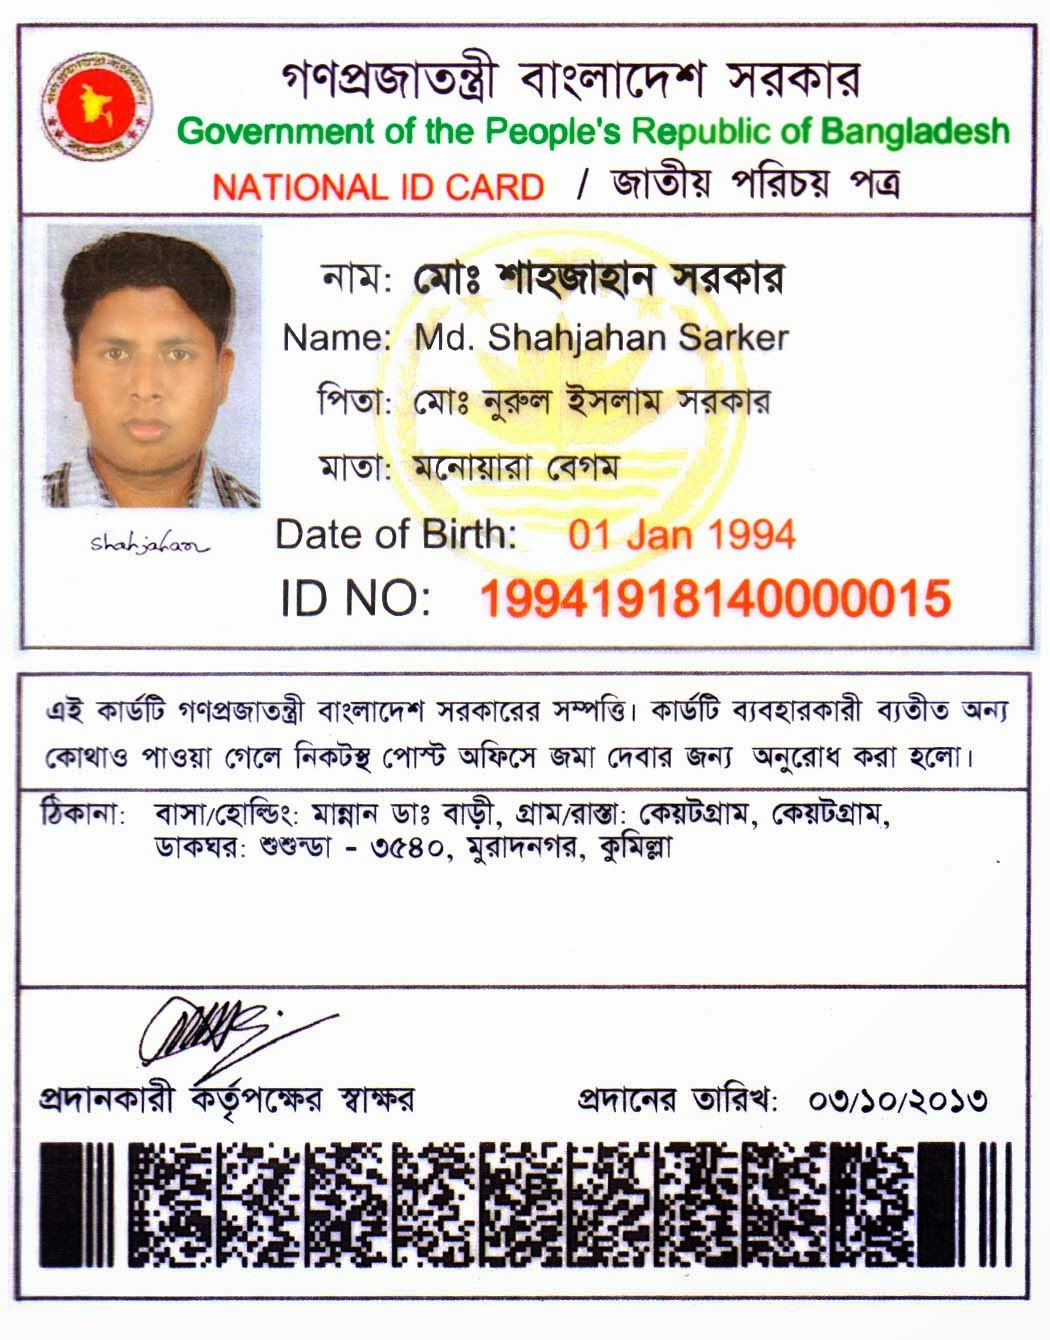 গণপ্রজাতন্ত্রী বাংলাদেশ সরকার
Government of the People's Republic of Bangladesh
NATIONAL ID CARD / জাতীয় পরিচয় পত্র
নাম: মোঃ শাহজাহান সরকার
Name: Md. Shahjahan Sarker
পিতা: মোঃ নুরুল ইসলাম সরকার
মাতা: মনোয়ারা বেগম
Shahjahan
Date of Birth: 01 Jan 1994
ID NO: 19941918140000015
এই কার্ডটি গণপ্রজাতন্ত্রী বাংলাদেশ সরকারের সম্পত্তি। কার্ডটি ব্যবহারকারী ব্যতীত অন্য
কোথাও পাওয়া গেলে নিকটস্থ পোস্ট অফিসে জমা দেবার জন্য অনুরোধ করা হলো।
ঠিকানা: বাসা/হোল্ডিং: মান্নান ডাঃ বাড়ী, গ্রাম/রাস্তা: কেয়টগ্রাম, কেয়টগ্রাম,
ডাকঘর: শুশুন্ডা - ৩৫৪০, মুরাদনগর, কুমিল্লা
প্রদানকারী কর্তৃপক্ষের স্বাক্ষর প্রদানের তারিখ: ০৩/১০/২০১৩